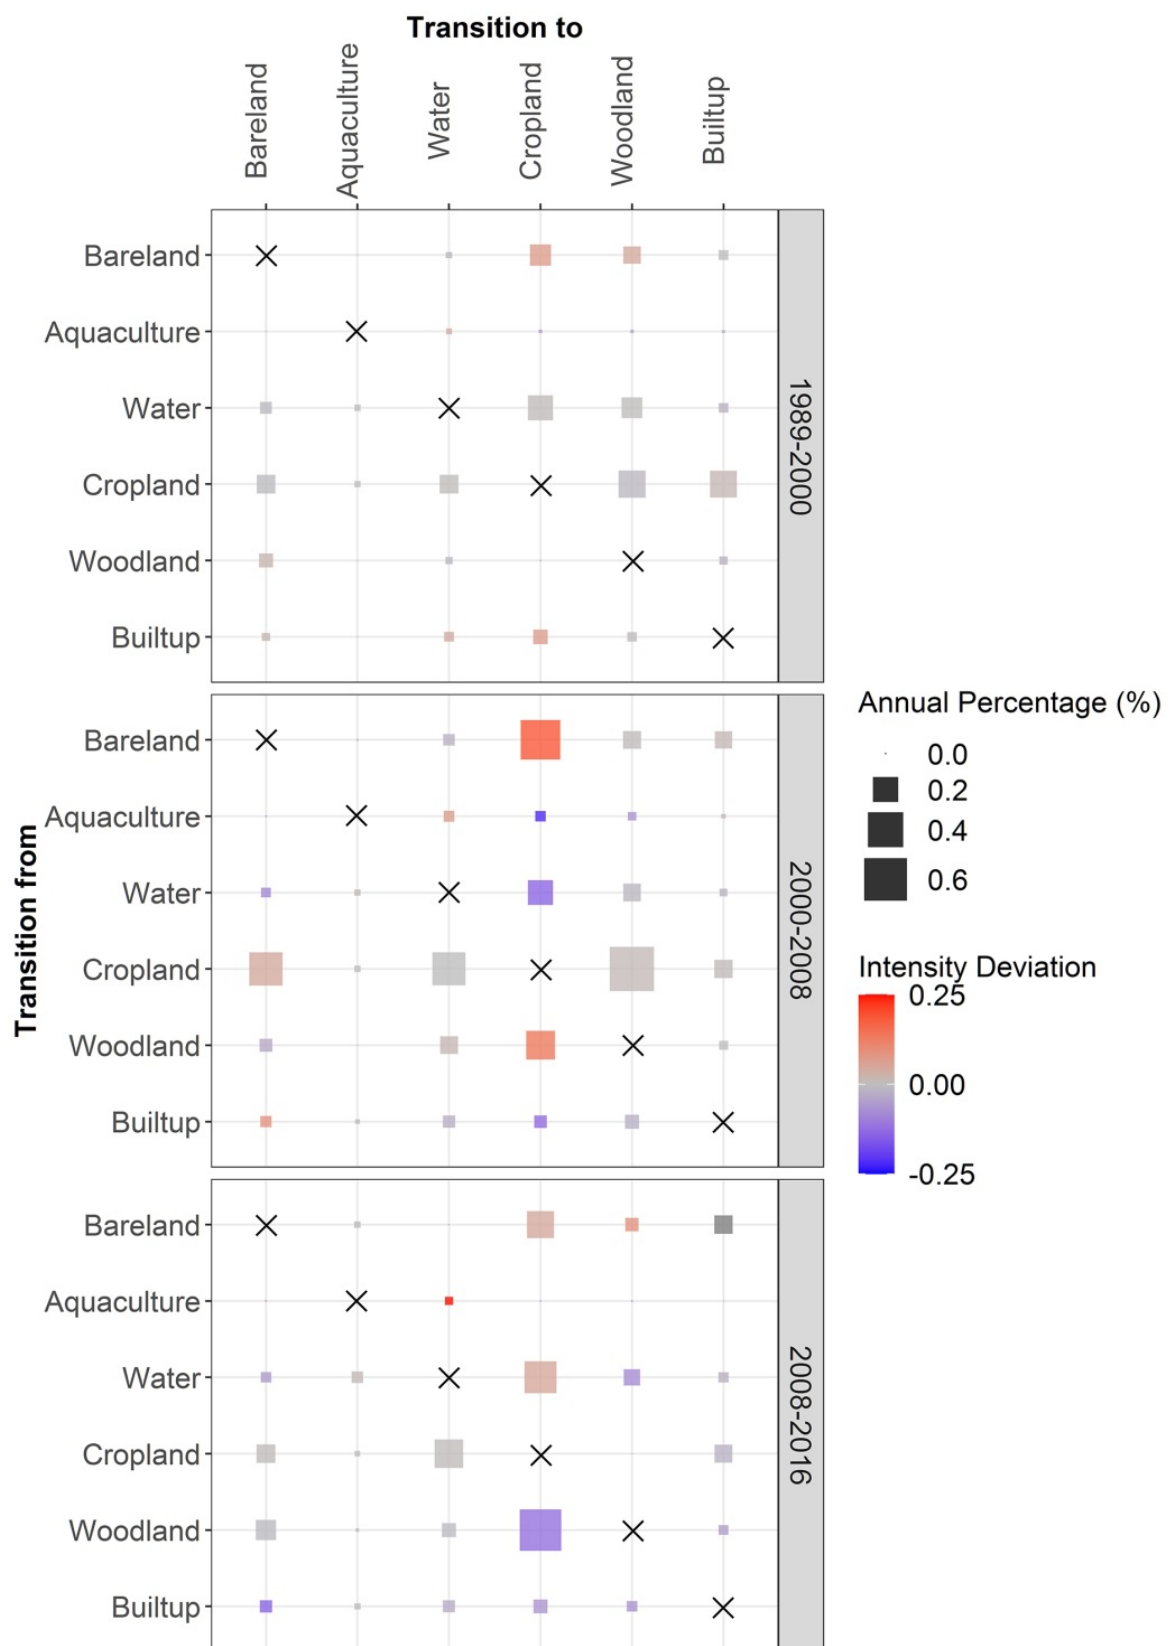 Transition to
Bareland
Aquaculture
Water
Cropland
Woodland
Builtup
Transition from
Bareland
Aquaculture
Water
Cropland
Woodland
Builtup
1989-2000
Bareland
Aquaculture
Water
Cropland
Woodland
Builtup
2000-2008
Bareland
Aquaculture
Water
Cropland
Woodland
Builtup
2008-2016
Annual Percentage (%)
0.0
0.2
0.4
0.6
Intensity Deviation
0.25
0.00
-0.25